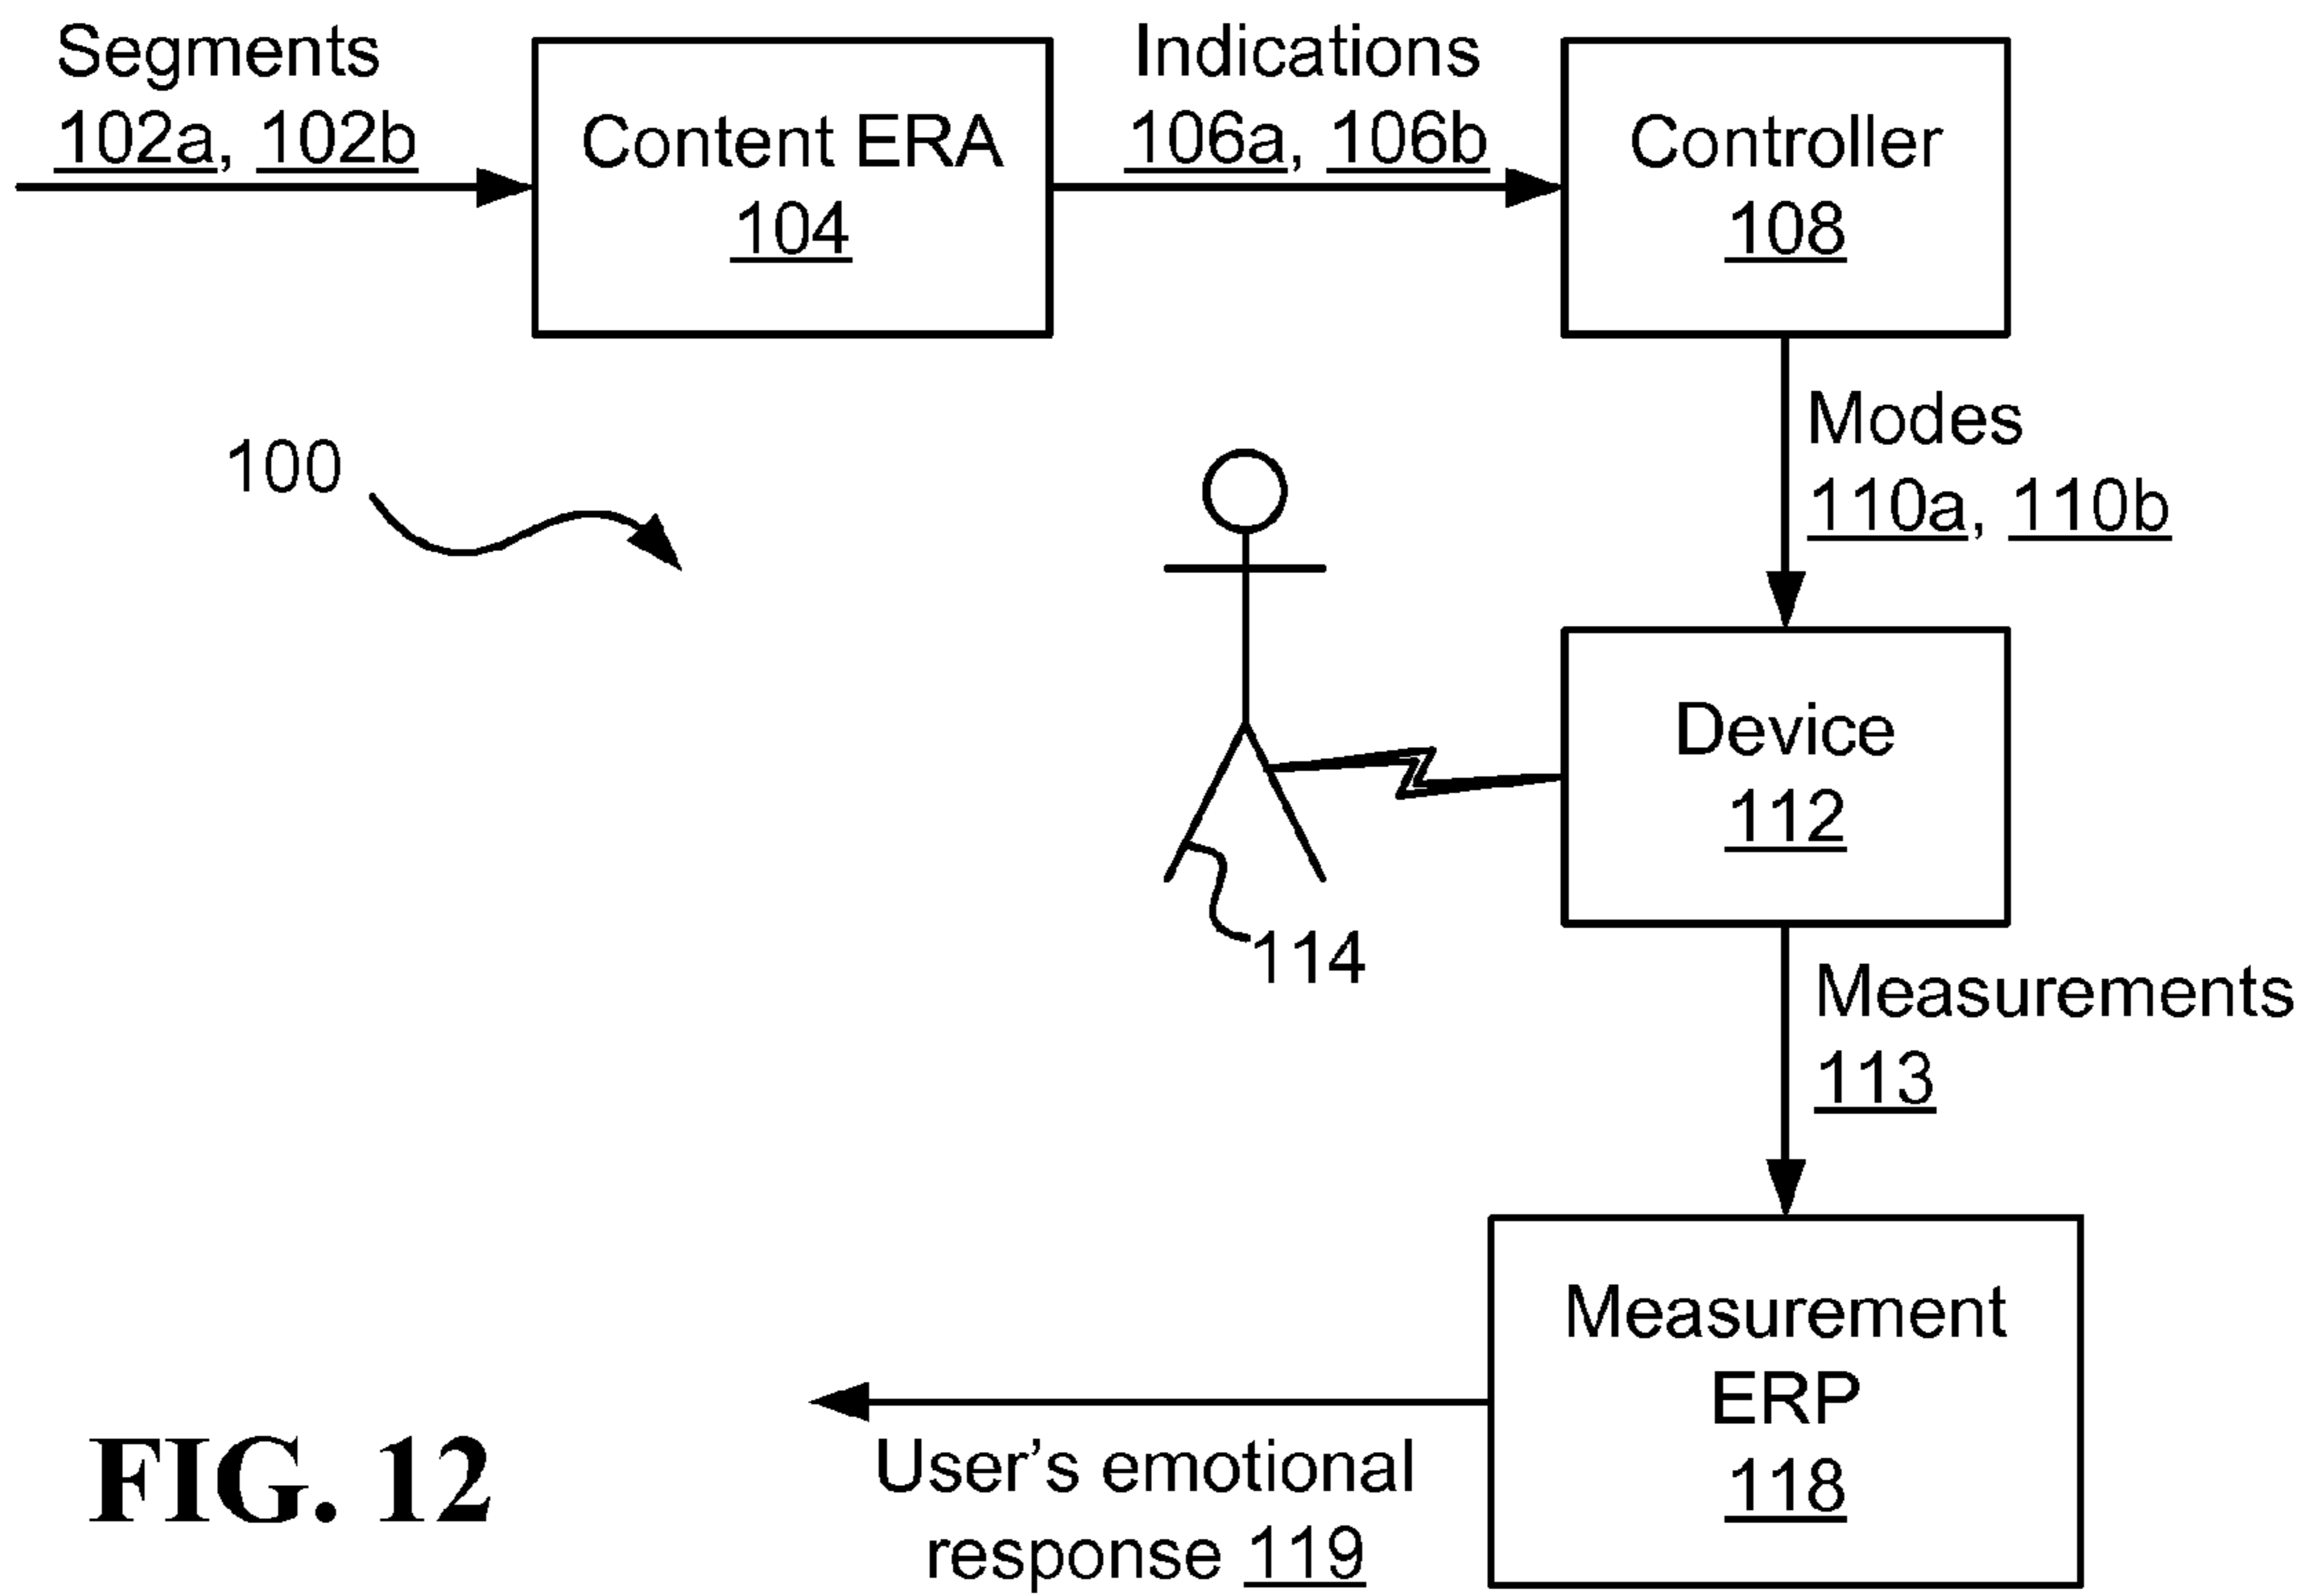 Segments
102a, 102b
Content ERA
104
Indications
106a, 106b
Controller
108
Modes
110a, 110b
100
Device
112
114
Measurements
113
Measurement
ERP
118
User’s emotional
response 119
FIG. 12